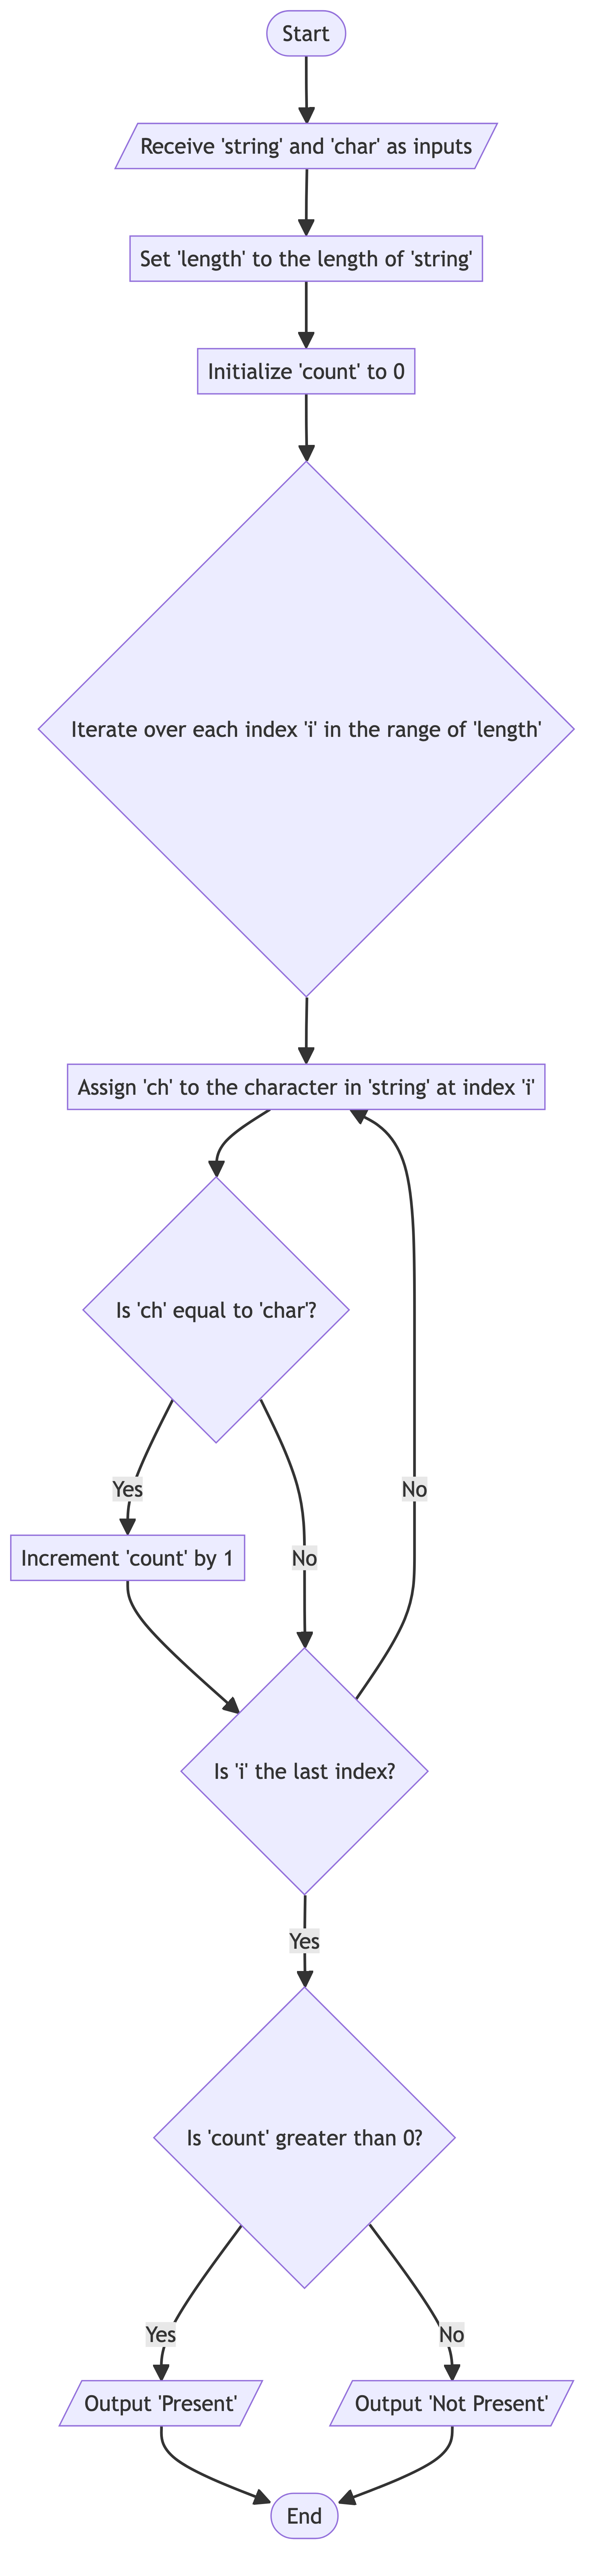 Start
Receive 'string' and 'char' as inputs
Set 'length' to the length of 'string'
Initialize 'count' to 0
Iterate over each index 'i' in the range of 'length'
Assign 'ch' to the character in 'string' at index 'i'
Is 'ch' equal to 'char'?
Yes
No
Increment 'count' by 1
No
Is 'i' the last index?
Yes
Is 'count' greater than 0?
Yes
No
Output 'Present'
Output 'Not Present'
End